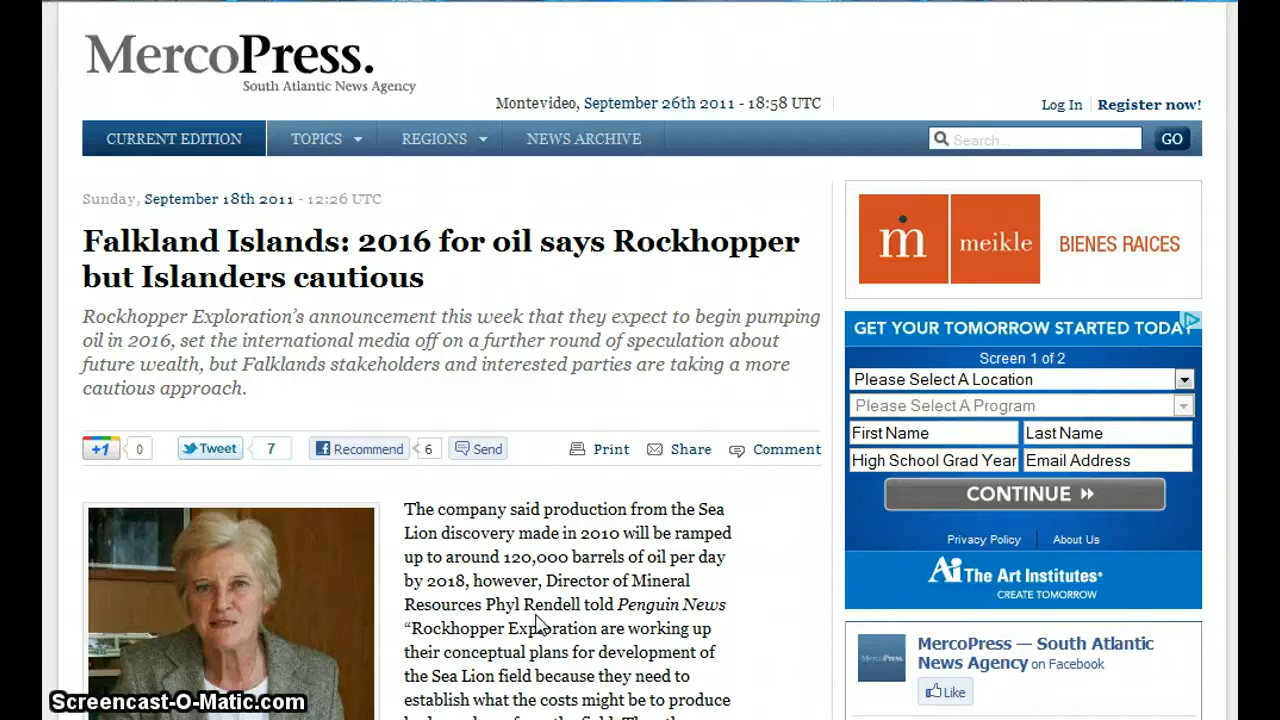 MercoPress.
South Atlantic News Agency
Montevideo, September 26th 2011 - 18:58 UTC
Log In
Register now!
CURRENT EDITION
TOPICS
REGIONS
NEWS ARCHIVE
Search...
GO
Sunday, September 18th 2011 - 12:26 UTC
Falkland Islands: 2016 for oil says Rockhopper
but Islanders cautious
Rockhopper Exploration's announcement this week that they expect to begin pumping
oil in 2016, set the international media off on a further round of speculation about
future wealth, but Falklands stakeholders and interested parties are taking a more
cautious approach.
+1
0
Tweet
7
Recommend
6
Send
Print
Share
Comment
The company said production from the Sea
Lion discovery made in 2010 will be ramped
up to around 120,000 barrels of oil per day
by 2018, however, Director of Mineral
Resources Phyl Rendell told Penguin News
“Rockhopper Exploration are working up
their conceptual plans for development of
the Sea Lion field because they need to
establish what the costs might be to produce
m
meikle
BIENES RAICES
GET YOUR TOMORROW STARTED TODAY
Screen 1 of 2
Please Select A Location
Please Select A Program
First Name
Last Name
High School Grad Year
Email Address
CONTINUE
Privacy Policy
About Us
Ai The Art Institutes
CREATE TOMORROW
MercoPress.
MercoPress — South Atlantic
News Agency on Facebook
Like
Screencast-O-Matic.com